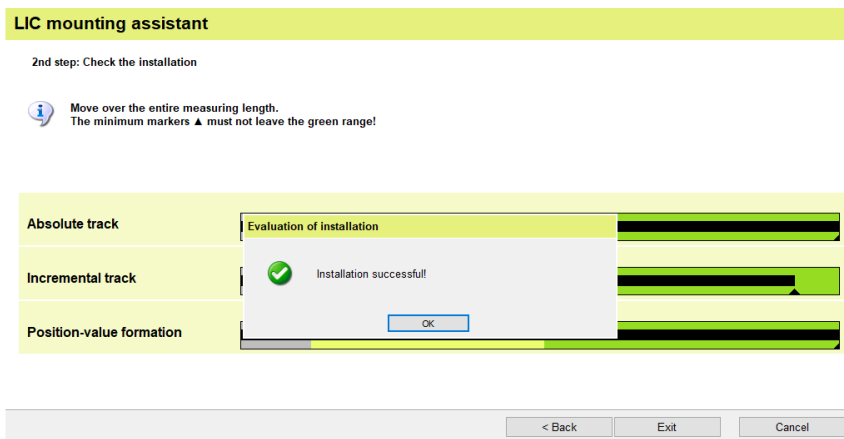 LIC mounting assistant
2nd step: Check the installation
Move over the entire measuring length.
The minimum markers ▲ must not leave the green range!
Absolute track
Evaluation of installation
Installation successful!
Incremental track
OK
Position-value formation
< Back
Exit
Cancel